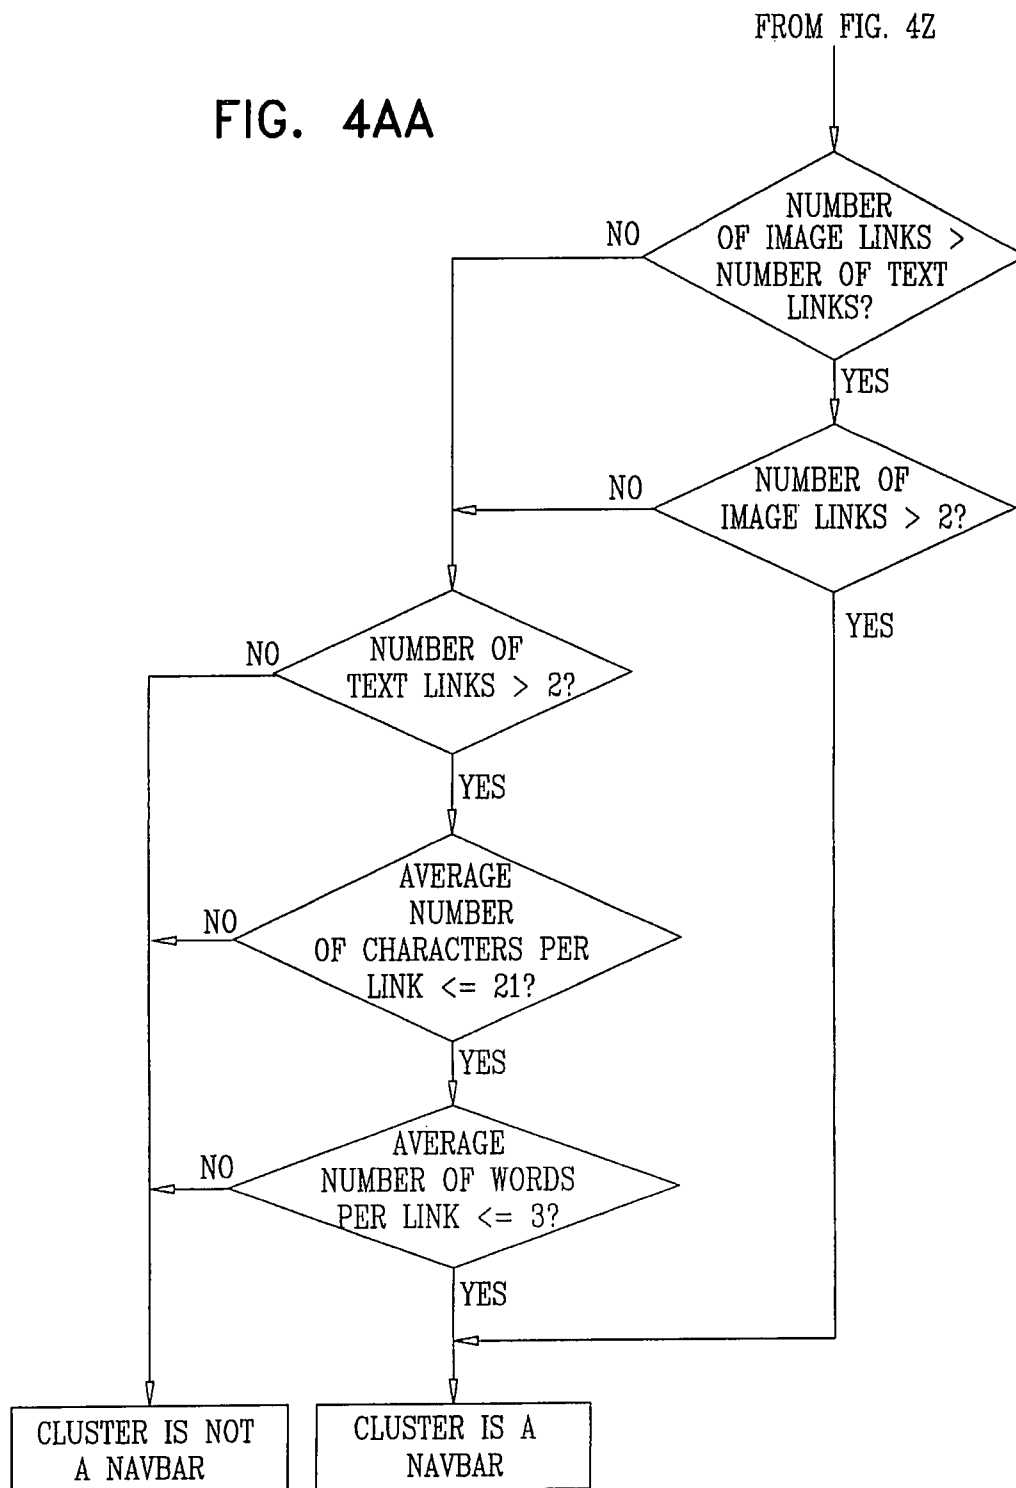 FROM FIG. 4Z
FIG. 4AA
NUMBER
OF IMAGE LINKS >
NUMBER OF TEXT
LINKS?
NO
YES
NUMBER OF
IMAGE LINKS > 2?
NO
YES
NUMBER OF
TEXT LINKS > 2?
NO
YES
AVERAGE
NUMBER
OF CHARACTERS PER
LINK <= 21?
NO
YES
AVERAGE
NUMBER OF WORDS
PER LINK <= 3?
NO
YES
CLUSTER IS NOT
A NAVBAR
CLUSTER IS A
NAVBAR